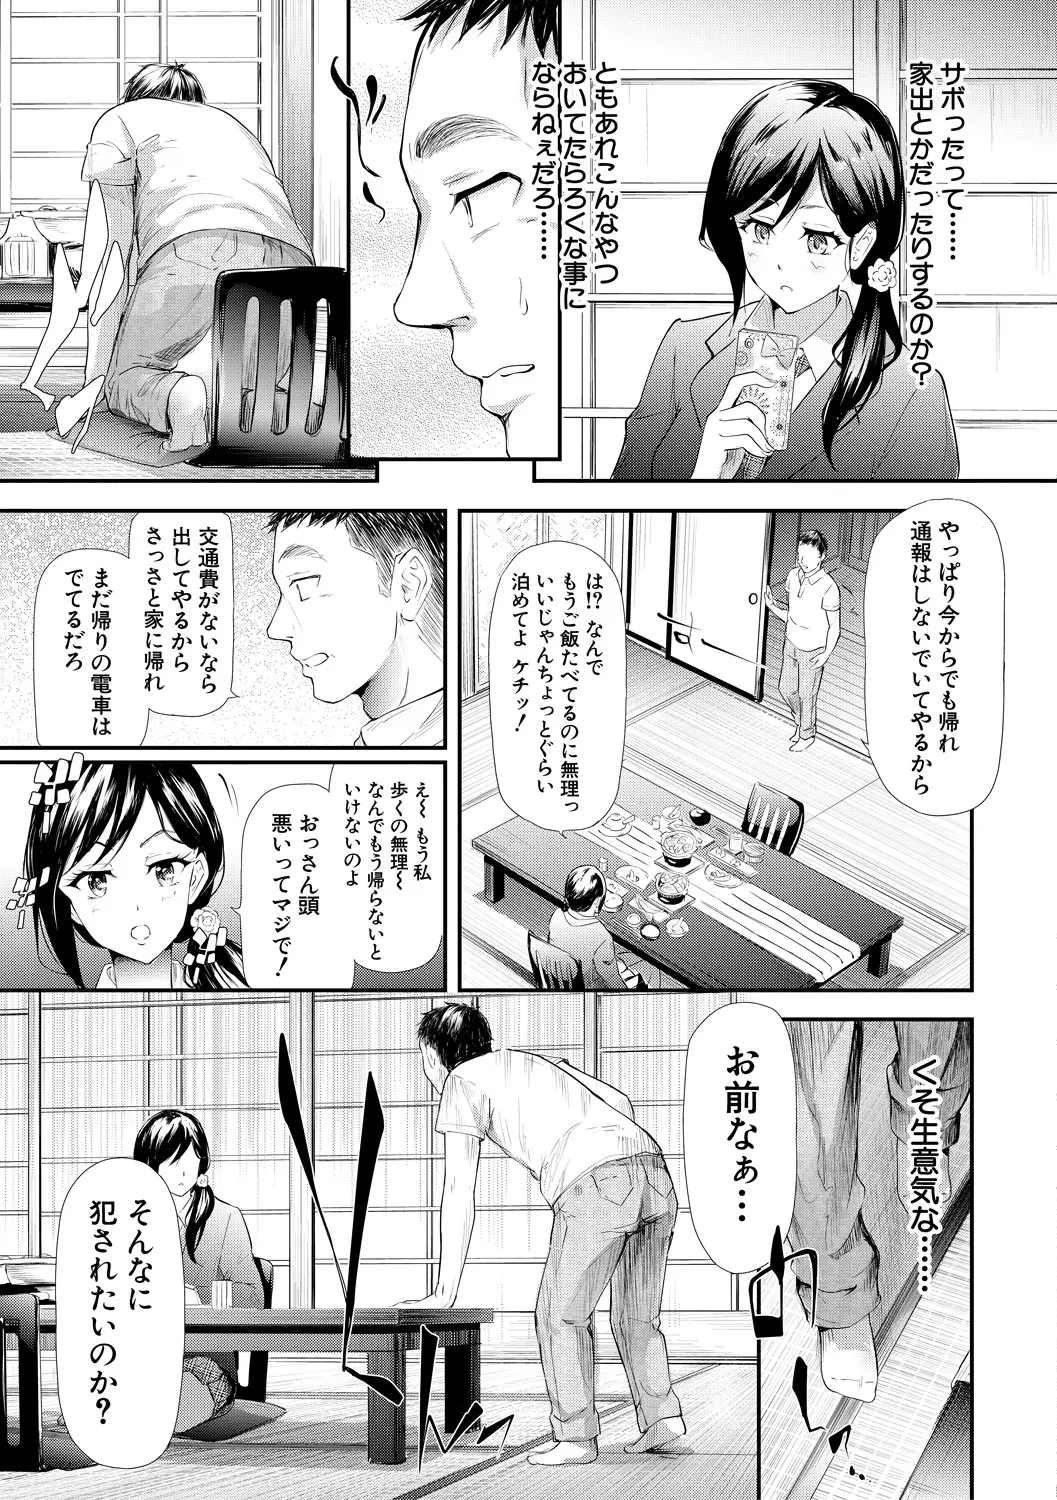 サボったって……
家出とかだったりするのか?
ともあれこんなやつ
おいてたらろくな事に
ならねぇだろ……
やっぱり今からでも帰れ
通報はしないでいてやるから
は!?なんで
もうご飯たべてるのに無理っ
いいじゃんちょっとぐらい
泊めてよ ケチッ!
交通費がないなら
出してやるから
さっさと家に帰れ
まだ帰りの電車は
でてるだろ
え〜もう私
歩くの無理〜
なんでもう帰らないと
いけないのよ
おっさん頭
悪いってマジで!
くそ生意気な……
お前なぁ…
そんなに
犯されたいのか?